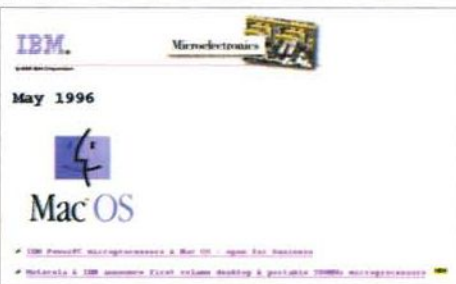 IBM.
Microelectronics
May 1996
Mac OS
IBM PowerPC microprocessors & Mac OS - open for business
Motorola & IBM announce first volume desktop & portable 200MHz microprocessors